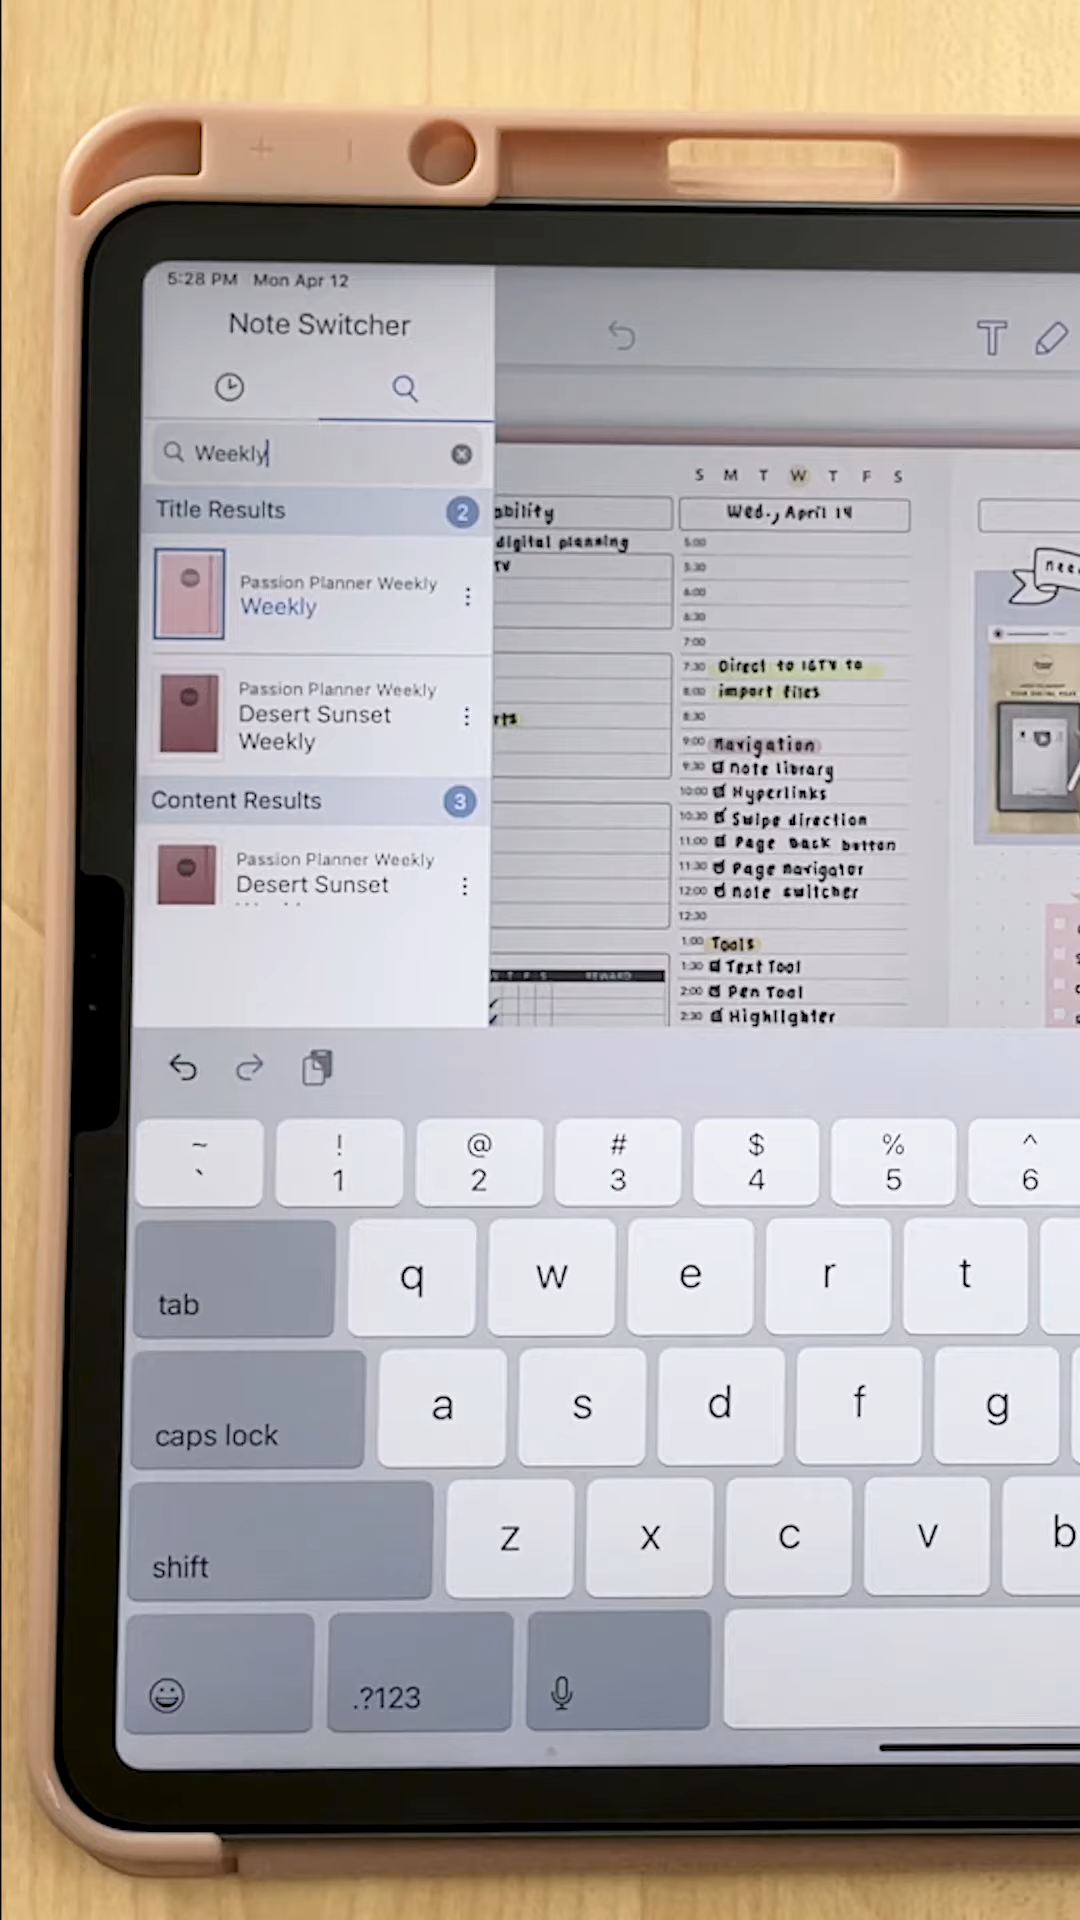 5:28 PM Mon Apr 12
Note Switcher
Weekly
Title Results 2
Passion Planner Weekly
Weekly
Passion Planner Weekly
Desert Sunset
Weekly
Content Results 3
Passion Planner Weekly
Desert Sunset
ability
digital planning
TV
rts
T F S REWARD
S M T W T F S
Wed., April 14
5:00
5:30
6:00
6:30
7:00
7:30 Direct to IGTV to
8:00 import files
8:30
9:00 Navigation
9:30 note library
10:00 Hyperlinks
10:30 Swipe direction
11:00 Page back button
11:30 Page navigator
12:00 note switcher
12:30
1:00 Tools
1:30 Text Tool
2:00 Pen Tool
2:30 Highlighter
nee
~ ! @ # $ % ^
` 1 2 3 4 5 6
tab q w e r t
caps lock a s d f g
shift z x c v b
.?123